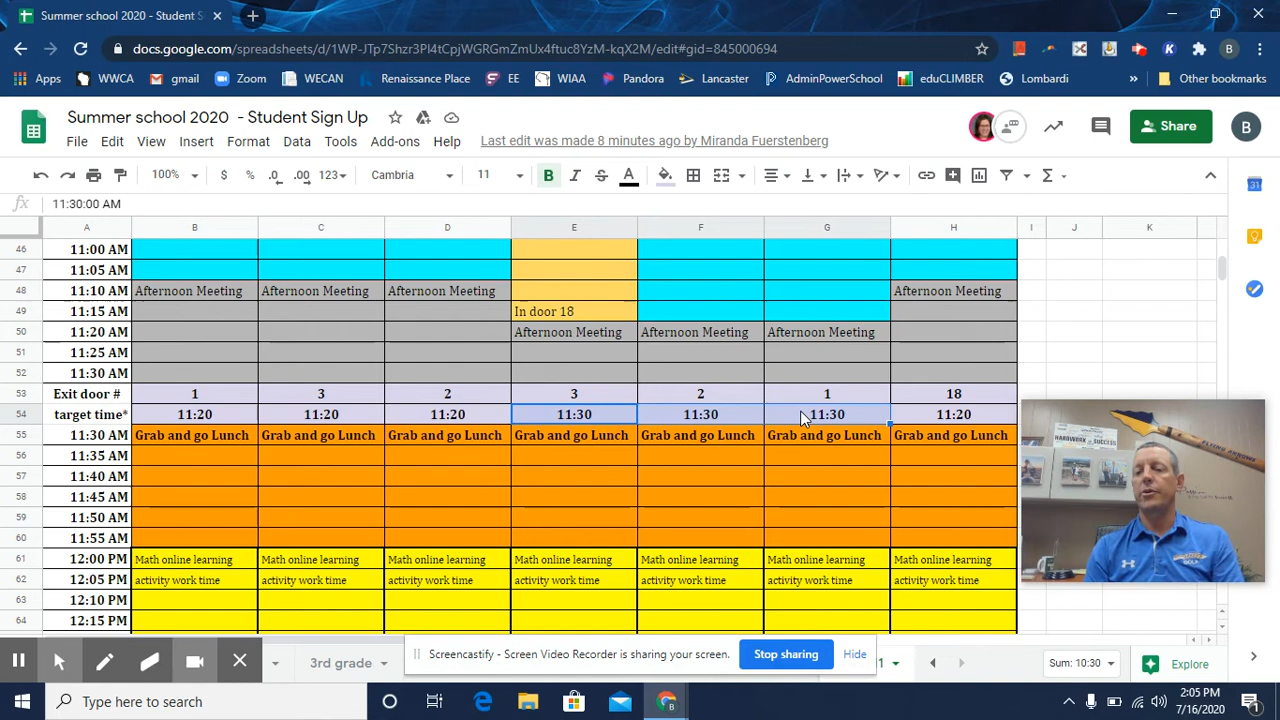 Summer school 2020 - Student S
docs.google.com/spreadsheets/d/1WP-JTp7Shzr3Pl4tCpjWGRGmZmUx4ftuc8YzM-kqX2M/edit#gid=845000694
Apps WWCA gmail Zoom WECAN Renaissance Place EE WIAA Pandora Lancaster AdminPowerSchool eduCLIMBER Lombardi » Other bookmarks
Summer school 2020 - Student Sign Up
File Edit View Insert Format Data Tools Add-ons Help Last edit was made 8 minutes ago by Miranda Fuerstenberg
Share B
100% $ % .0 .00 123 Cambria 11 B I S A
fx 11:30:00 AM
A B C D E F G H I J K
46 11:00 AM
47 11:05 AM
48 11:10 AM Afternoon Meeting Afternoon Meeting Afternoon Meeting Afternoon Meeting
49 11:15 AM In door 18
50 11:20 AM Afternoon Meeting Afternoon Meeting Afternoon Meeting
51 11:25 AM
52 11:30 AM
53 Exit door # 1 3 2 3 2 1 18
54 target time* 11:20 11:20 11:20 11:30 11:30 11:30 11:20
55 11:30 AM Grab and go Lunch Grab and go Lunch Grab and go Lunch Grab and go Lunch Grab and go Lunch Grab and go Lunch Grab and go Lunch
56 11:35 AM
57 11:40 AM
58 11:45 AM
59 11:50 AM
60 11:55 AM
61 12:00 PM Math online learning Math online learning Math online learning Math online learning Math online learning Math online learning Math online learning
62 12:05 PM activity work time activity work time activity work time activity work time activity work time activity work time activity work time
63 12:10 PM
64 12:15 PM
HARDWORK SUCCESS
3rd grade
Screencastify - Screen Video Recorder is sharing your screen. Stop sharing Hide
1
Sum: 10:30 Explore
Type here to search
2:05 PM
7/16/2020